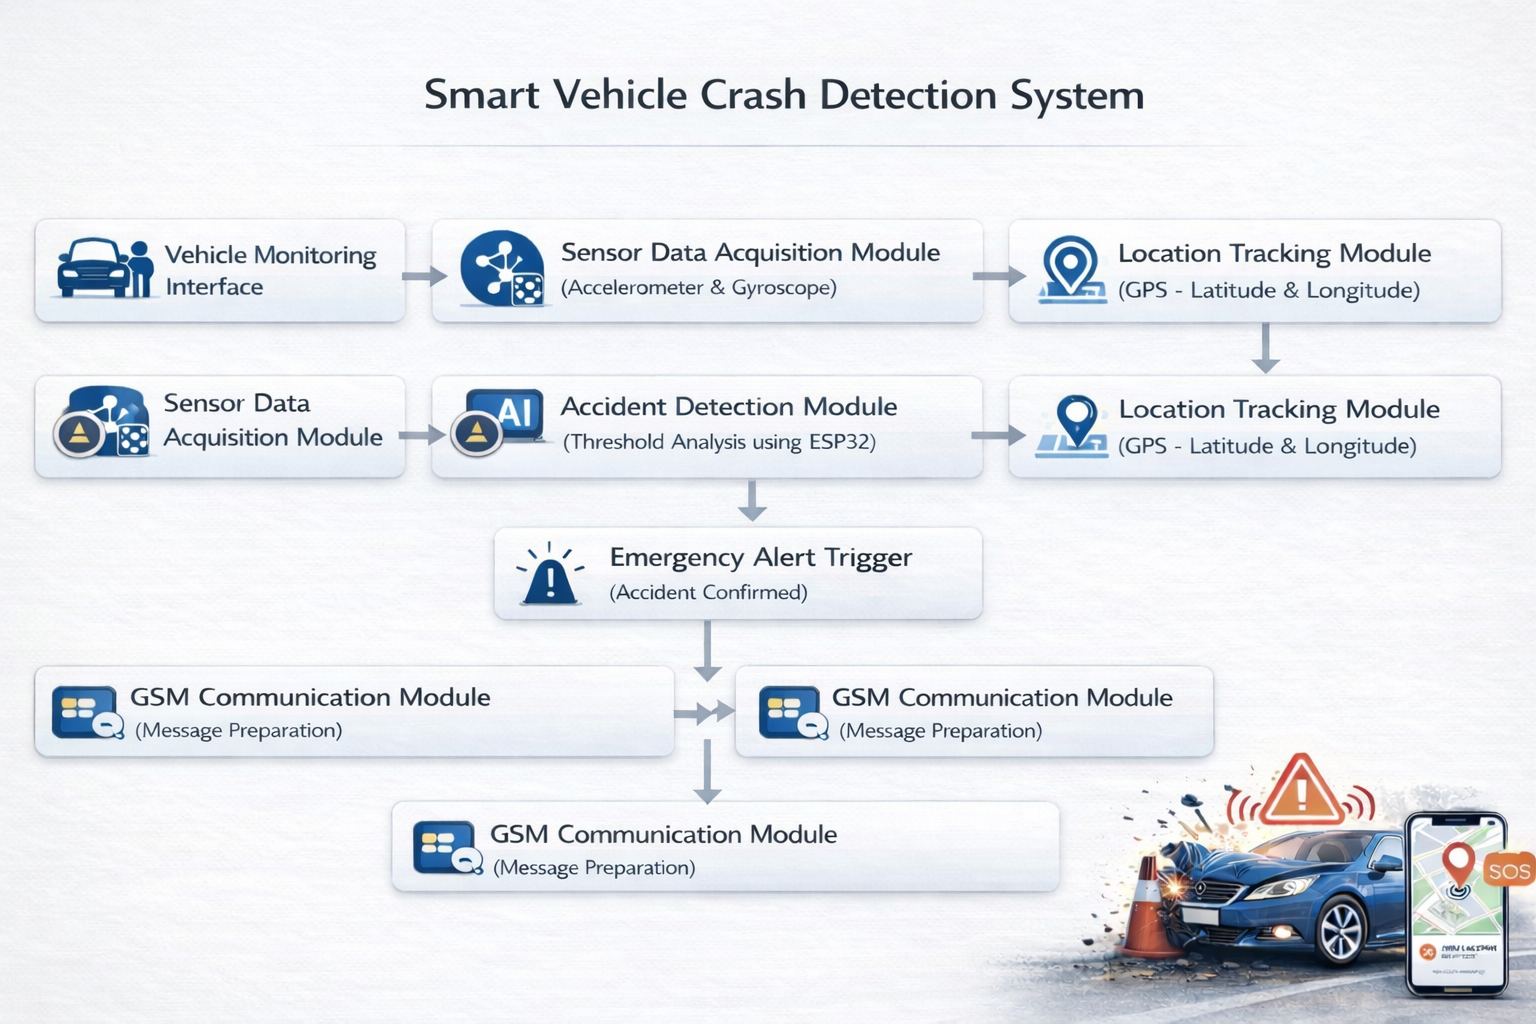 Smart Vehicle Crash Detection System
Vehicle Monitoring
Interface
Sensor Data Acquisition Module
(Accelerometer & Gyroscope)
Location Tracking Module
(GPS - Latitude & Longitude)
Sensor Data
Acquisition Module
AI
Accident Detection Module
(Threshold Analysis using ESP32)
Location Tracking Module
(GPS - Latitude & Longitude)
Emergency Alert Trigger
(Accident Confirmed)
GSM Communication Module
(Message Preparation)
GSM Communication Module
(Message Preparation)
GSM Communication Module
(Message Preparation)
SOS